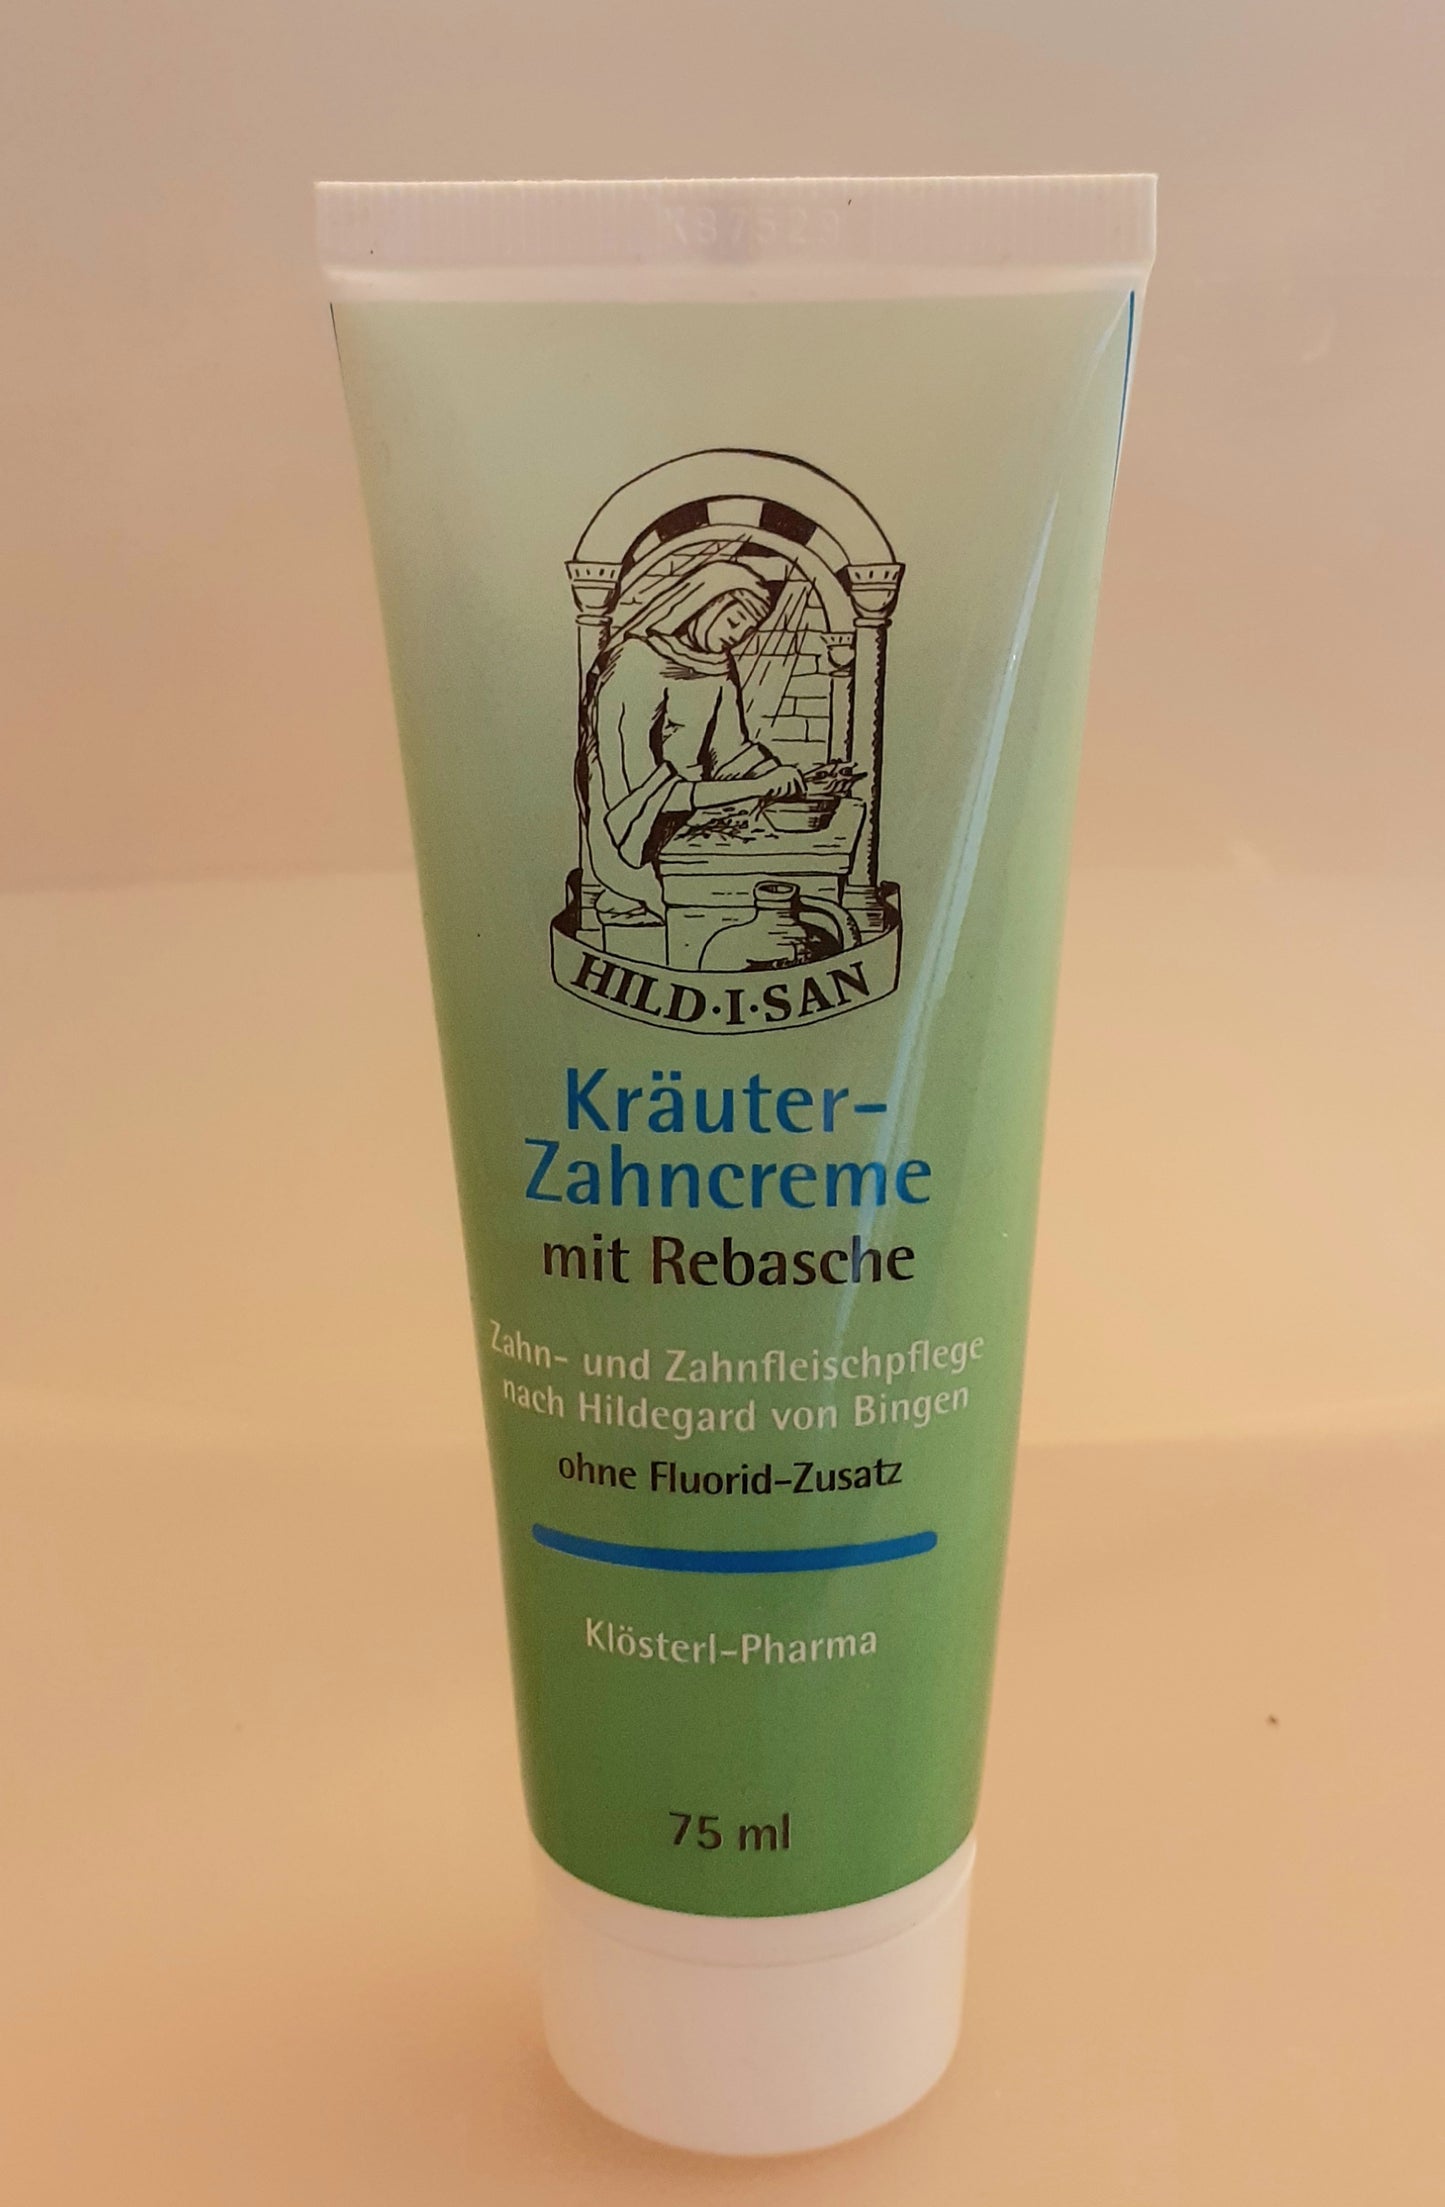 K87529
HILD·I·SAN
Kräuter-
Zahncreme
mit Rebasche
Zahn- und Zahnfleischpflege
nach Hildegard von Bingen
ohne Fluorid-Zusatz
Klösterl-Pharma
75 ml